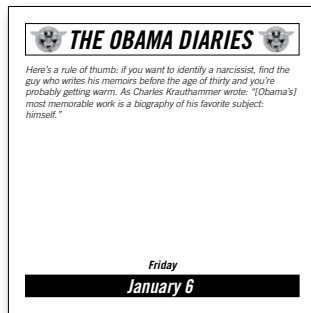 THE OBAMA DIARIES
Here's a rule of thumb: if you want to identify a narcissist, find the
guy who writes his memoirs before the age of thirty and you're
probably getting warm. As Charles Krauthammer wrote: “[Obama's]
most memorable work is a biography of his favorite subject:
himself.”
Friday
January 6